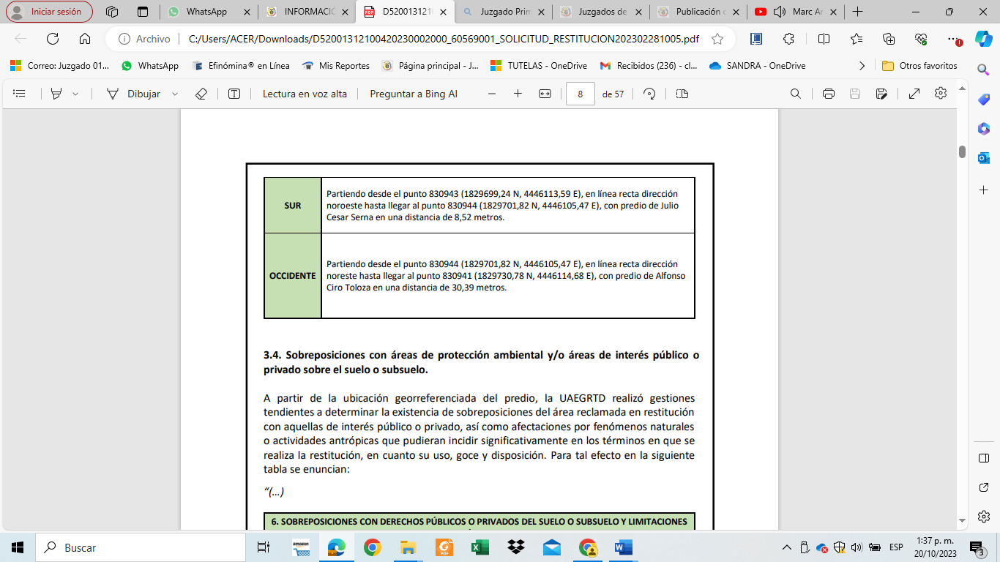 Iniciar sesión
WhatsApp
INFORMACIC
D520013121(
Juzgado Prim
Juzgados de
Publicación c
Marc Ar
Archivo
C:/Users/ACER/Downloads/D52001312100420230002000_60569001_SOLICITUD_RESTITUCION202302281005.pdf
Correo: Juzgado 01...
WhatsApp
Efinómina® en Línea
Mis Reportes
Página principal - J...
TUTELAS - OneDrive
Recibidos (236) - cl...
SANDRA - OneDrive
Otros favoritos
Dibujar
Lectura en voz alta
Preguntar a Bing AI
8
de 57
SUR
Partiendo desde el punto 830943 (1829699,24 N, 4446113,59 E), en línea recta dirección
noroeste hasta llegar al punto 830944 (1829701,82 N, 4446105,47 E), con predio de Julio
Cesar Serna en una distancia de 8,52 metros.
OCCIDENTE
Partiendo desde el punto 830944 (1829701,82 N, 4446105,47 E), en línea recta dirección
noreste hasta llegar al punto 830941 (1829730,78 N, 4446114,68 E), con predio de Alfonso
Ciro Toloza en una distancia de 30,39 metros.
3.4. Sobreposiciones con áreas de protección ambiental y/o áreas de interés público o
privado sobre el suelo o subsuelo.
A partir de la ubicación georreferenciada del predio, la UAEGRTD realizó gestiones
tendientes a determinar la existencia de sobreposiciones del área reclamada en restitución
con aquellas de interés público o privado, así como afectaciones por fenómenos naturales
o actividades antrópicas que pudieran incidir significativamente en los términos en que se
realiza la restitución, en cuanto su uso, goce y disposición. Para tal efecto en la siguiente
tabla se enuncian:
“(…)
6. SOBREPOSICIONES CON DERECHOS PÚBLICOS O PRIVADOS DEL SUELO O SUBSUELO Y LIMITACIONES
Buscar
ESP
1:37 p. m.
20/10/2023
3